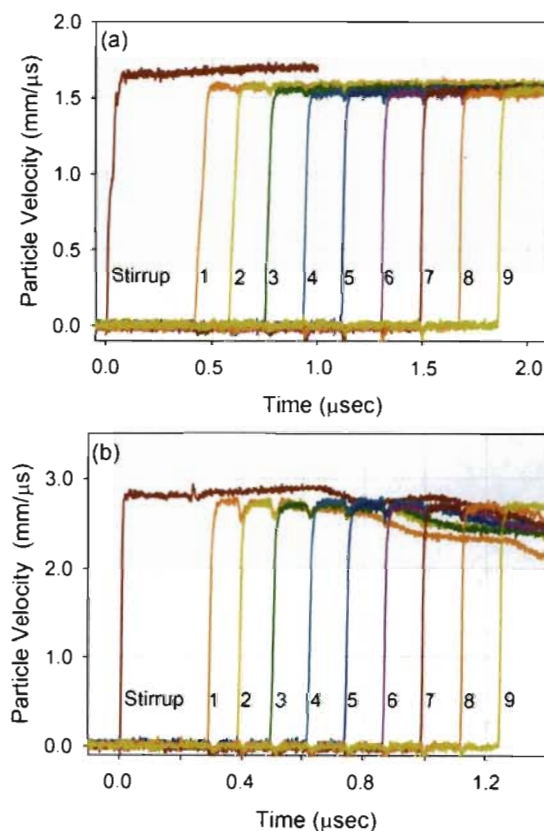 (a)
Particle Velocity (mm/μs)
2.0
1.5
1.0
0.5
0.0
Stirrup 1 2 3 4 5 6 7 8 9
0.0 0.5 1.0 1.5 2.0
Time (μsec)
(b)
Particle Velocity (mm/μs)
3.0
2.0
1.0
0.0
Stirrup 1 2 3 4 5 6 7 8 9
0.0 0.4 0.8 1.2
Time (μsec)